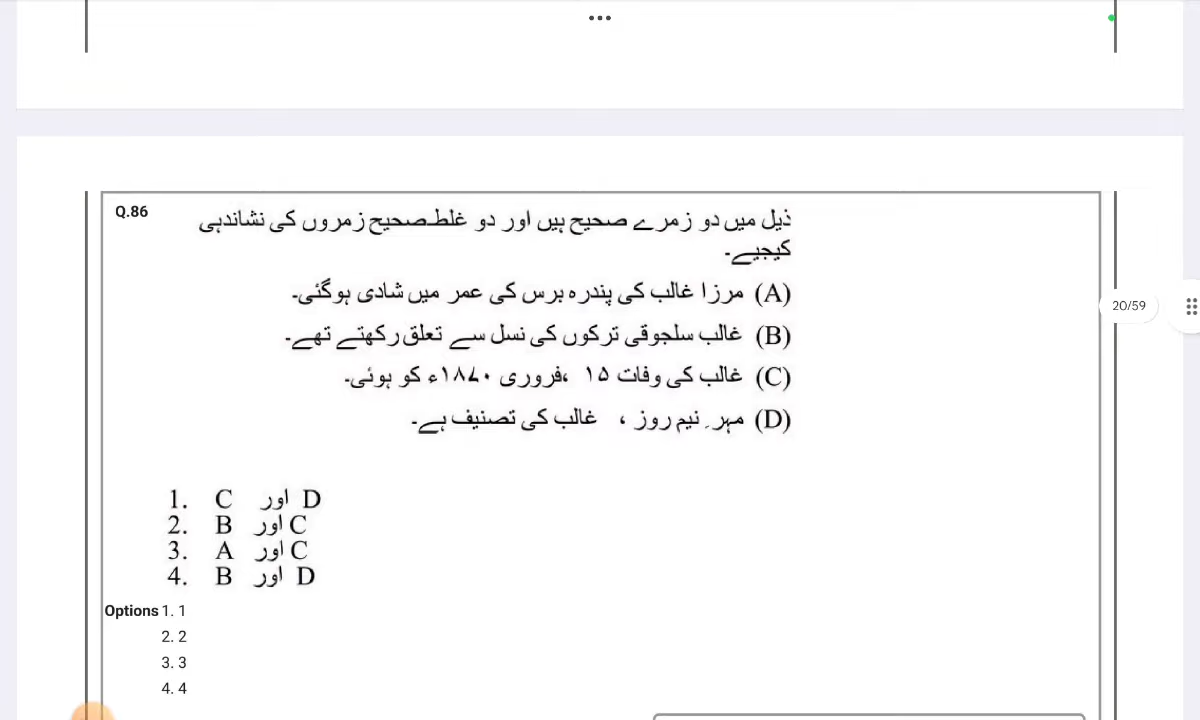 •••
Q.86
ذیل میں دو زمرے صحیح ہیں اور دو غلط۔صحیح زمروں کی نشاندہی
کیجیے۔
(A) مرزا غالب کی پندرہ برس کی عمر میں شادی ہوگئی۔
(B) غالب سلجوقی ترکوں کی نسل سے تعلق رکھتے تھے۔
(C) غالب کی وفات ۱۵ ،فروری ۱۸۷۰ء کو ہوئی۔
(D) مہرِ نیم روز ، غالب کی تصنیف ہے۔
20/59
1. C اور D
2. B اور C
3. A اور C
4. B اور D
Options 1. 1
2. 2
3. 3
4. 4